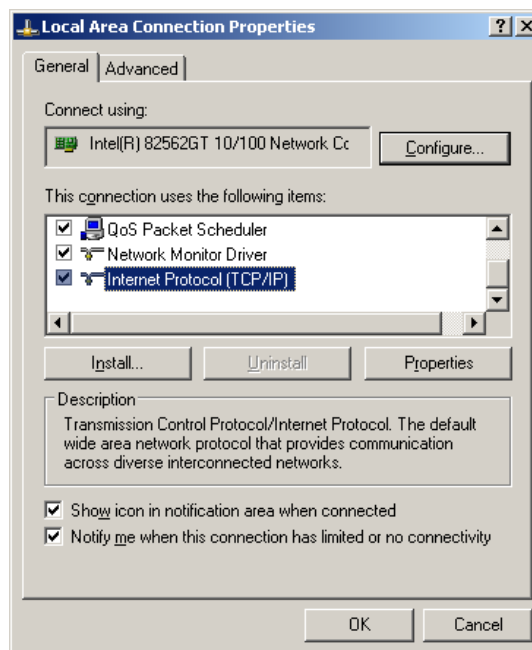 Local Area Connection Properties
General Advanced
Connect using:
Intel(R) 82562GT 10/100 Network Cc
Configure...
This connection uses the following items:
QoS Packet Scheduler
Network Monitor Driver
Internet Protocol (TCP/IP)
Install... Uninstall Properties
Description
Transmission Control Protocol/Internet Protocol. The default
wide area network protocol that provides communication
across diverse interconnected networks.
Show icon in notification area when connected
Notify me when this connection has limited or no connectivity
OK Cancel